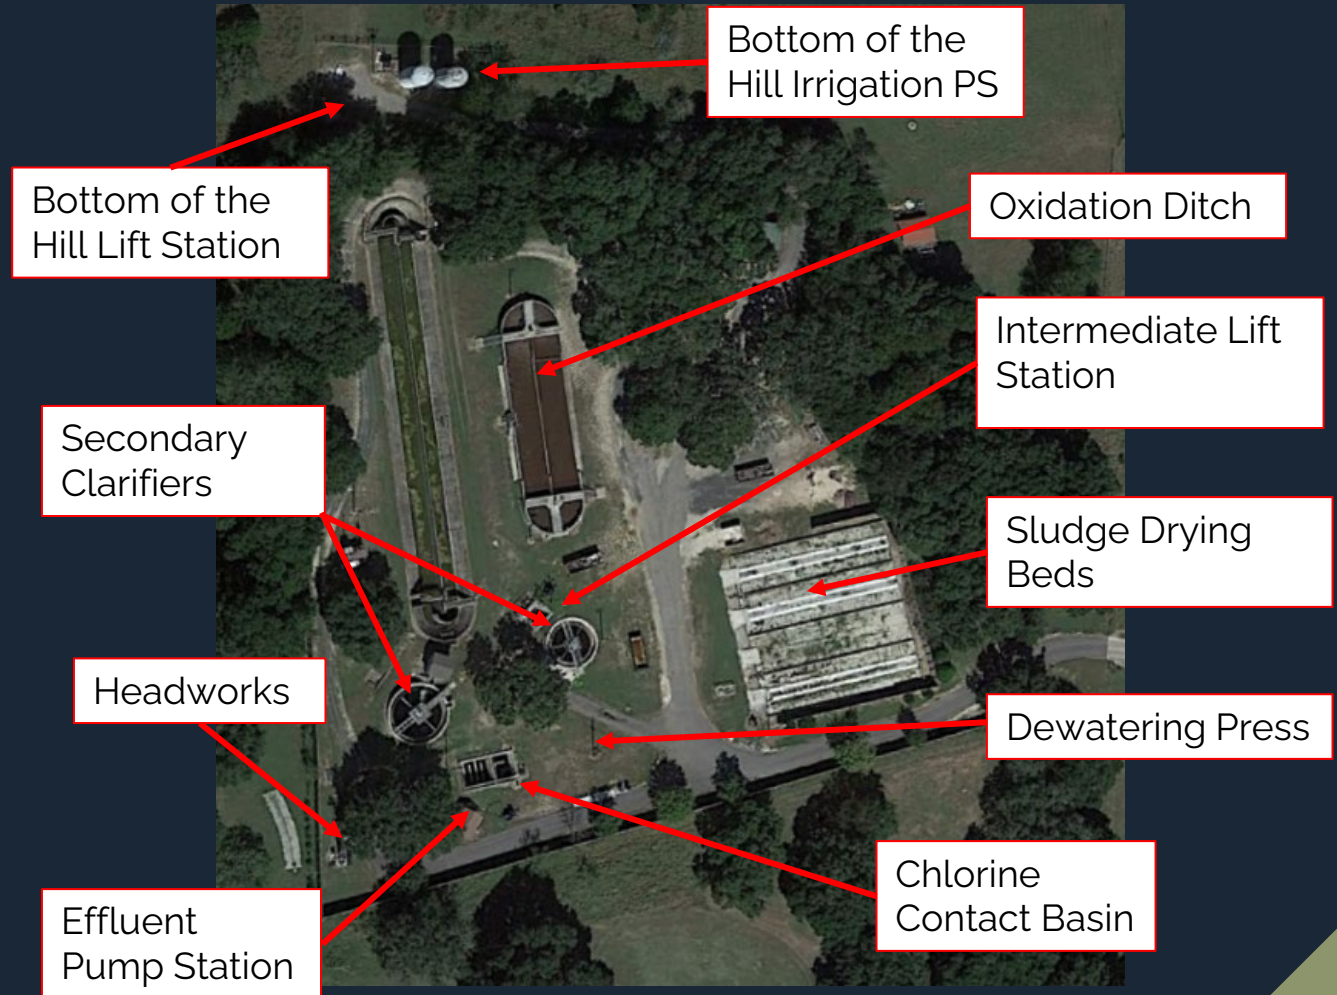 Bottom of the
Hill Irrigation PS
Bottom of the
Hill Lift Station
Oxidation Ditch
Intermediate Lift
Station
Secondary
Clarifiers
Sludge Drying
Beds
Headworks
Dewatering Press
Chlorine
Contact Basin
Effluent
Pump Station